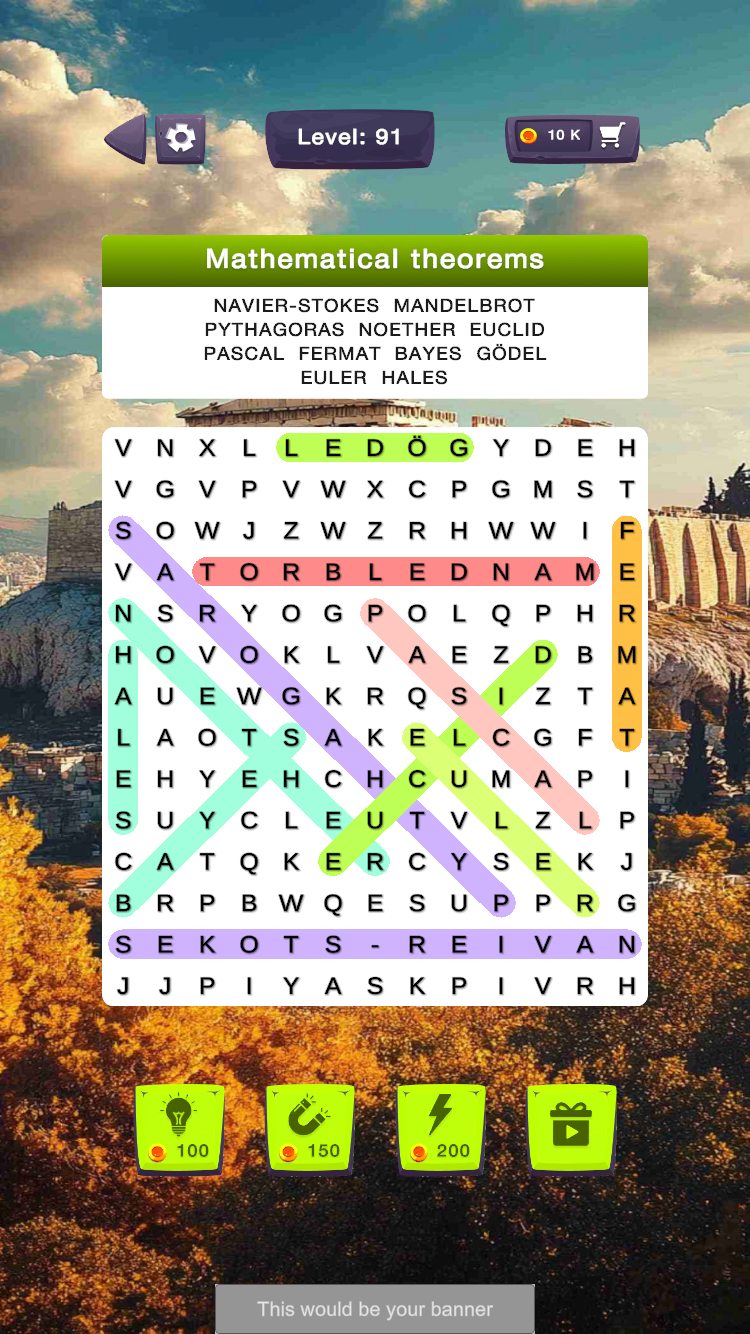 Level: 91
10 K
Mathematical theorems
NAVIER-STOKES MANDELBROT
PYTHAGORAS NOETHER EUCLID
PASCAL FERMAT BAYES GÖDEL
EULER HALES
V N X L L E D Ö G Y D E H
V G V P V W X C P G M S T
S O W J Z W Z R H W W I F
V A T O R B L E D N A M E
N S R Y O G P O L Q P H R
H O V O K L V A E Z D B M
A U E W G K R Q S I Z T A
L A O T S A K E L C G F T
E H Y E H C H C U M A P I
S U Y C L E U T V L Z L P
C A T Q K E R C Y S E K J
B R P B W Q E S U P P R G
S E K O T S - R E I V A N
J J P I Y A S K P I V R H
100 150 200
This would be your banner